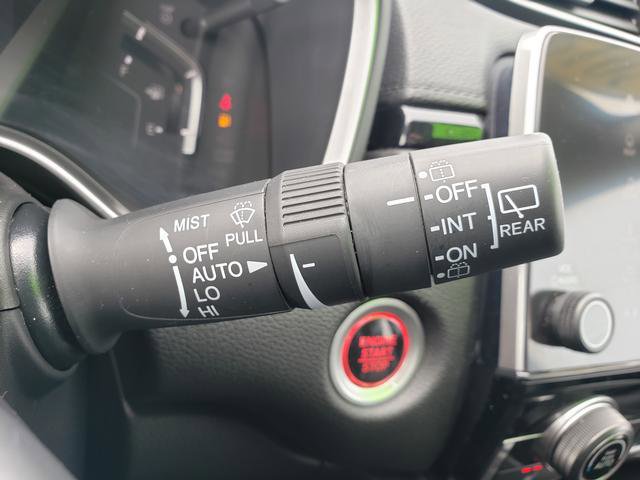 MIST
OFF
AUTO
LO
HI
PULL
OFF
INT
ON
REAR
ENGINE
START
STOP